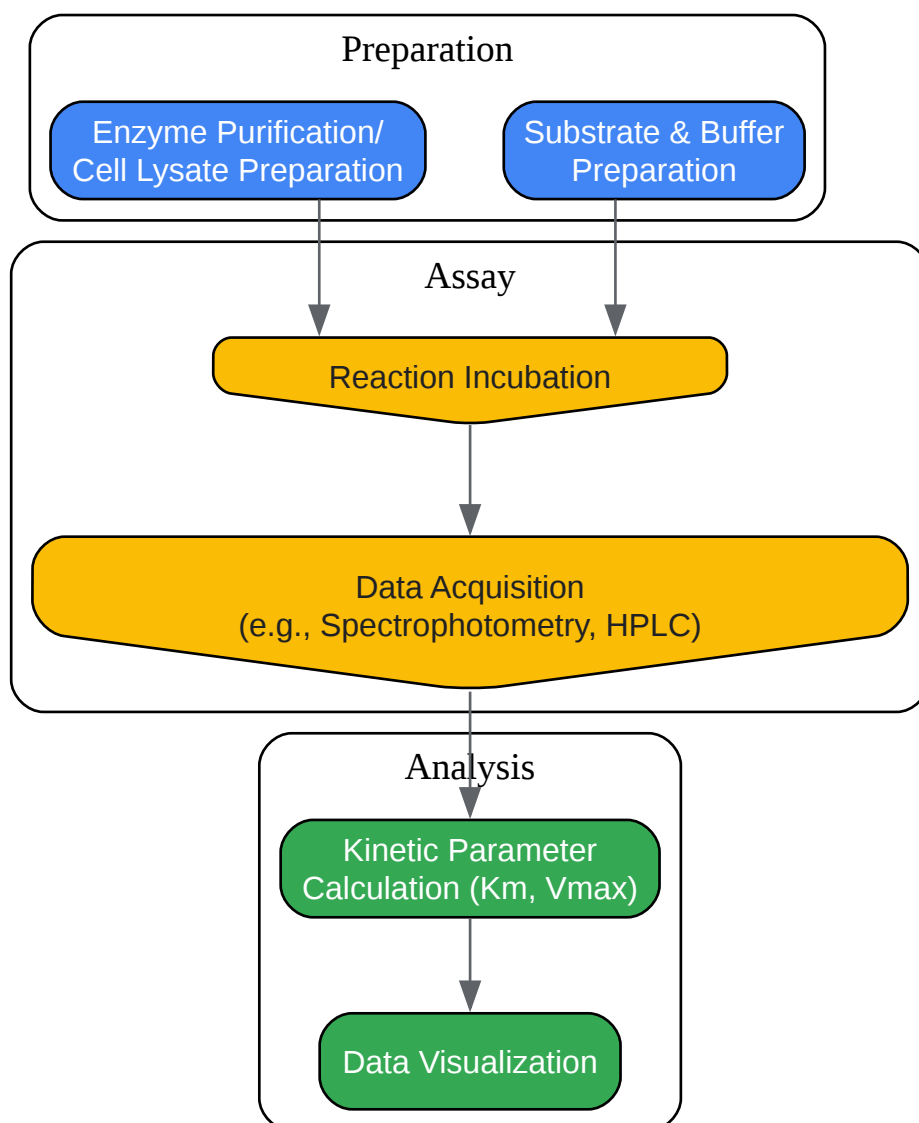 Preparation
Enzyme Purification/
Cell Lysate Preparation
Substrate & Buffer
Preparation
Assay
Reaction Incubation
Data Acquisition
(e.g., Spectrophotometry, HPLC)
Analysis
Kinetic Parameter
Calculation (Km, Vmax)
Data Visualization